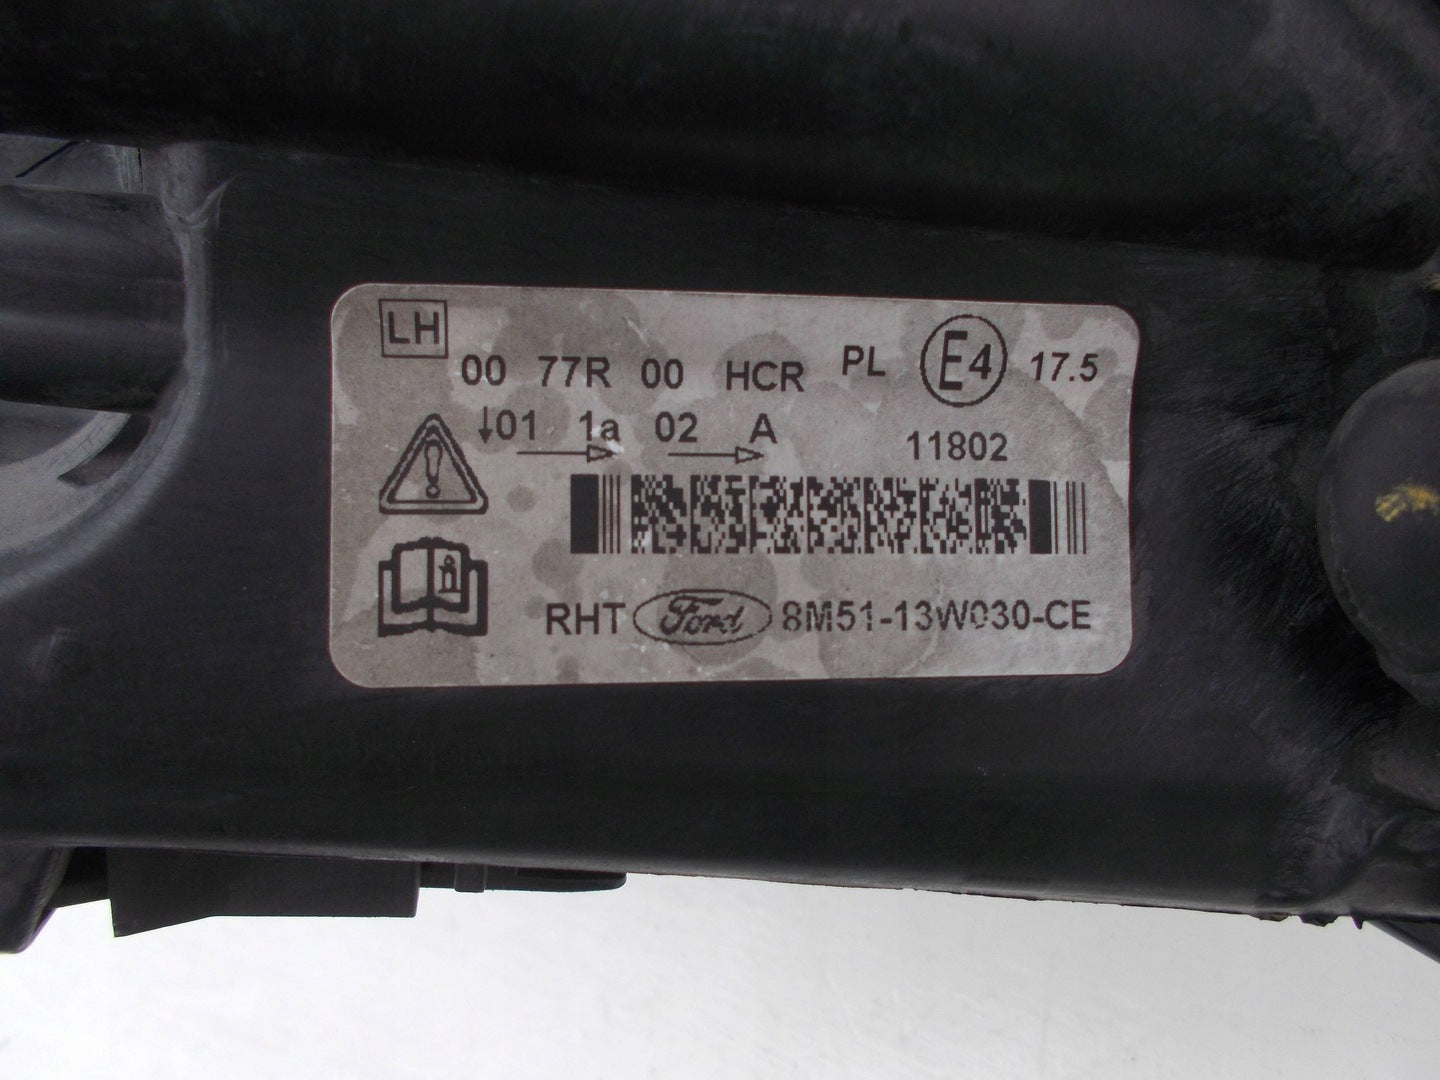 LH
00 77R 00 HCR PL E4 17.5
↓01 1a 02 A 11802
RHT Ford 8M51-13W030-CE